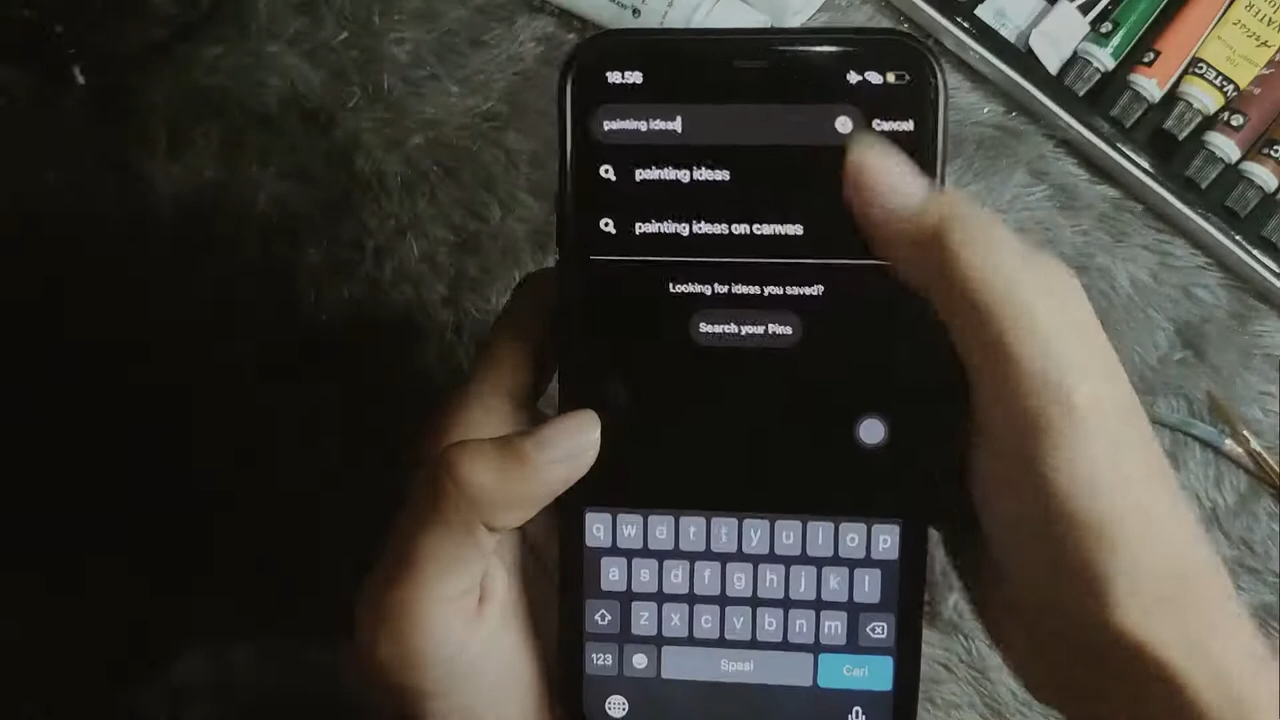 18.56
painting ideas
Cancel
painting ideas
painting ideas on canvas
Looking for ideas you saved?
Search your Pins
q w
t
y u
o p
a s d f g h j k l
z x c v b n m
123
Spasi
Cari
V-TEC